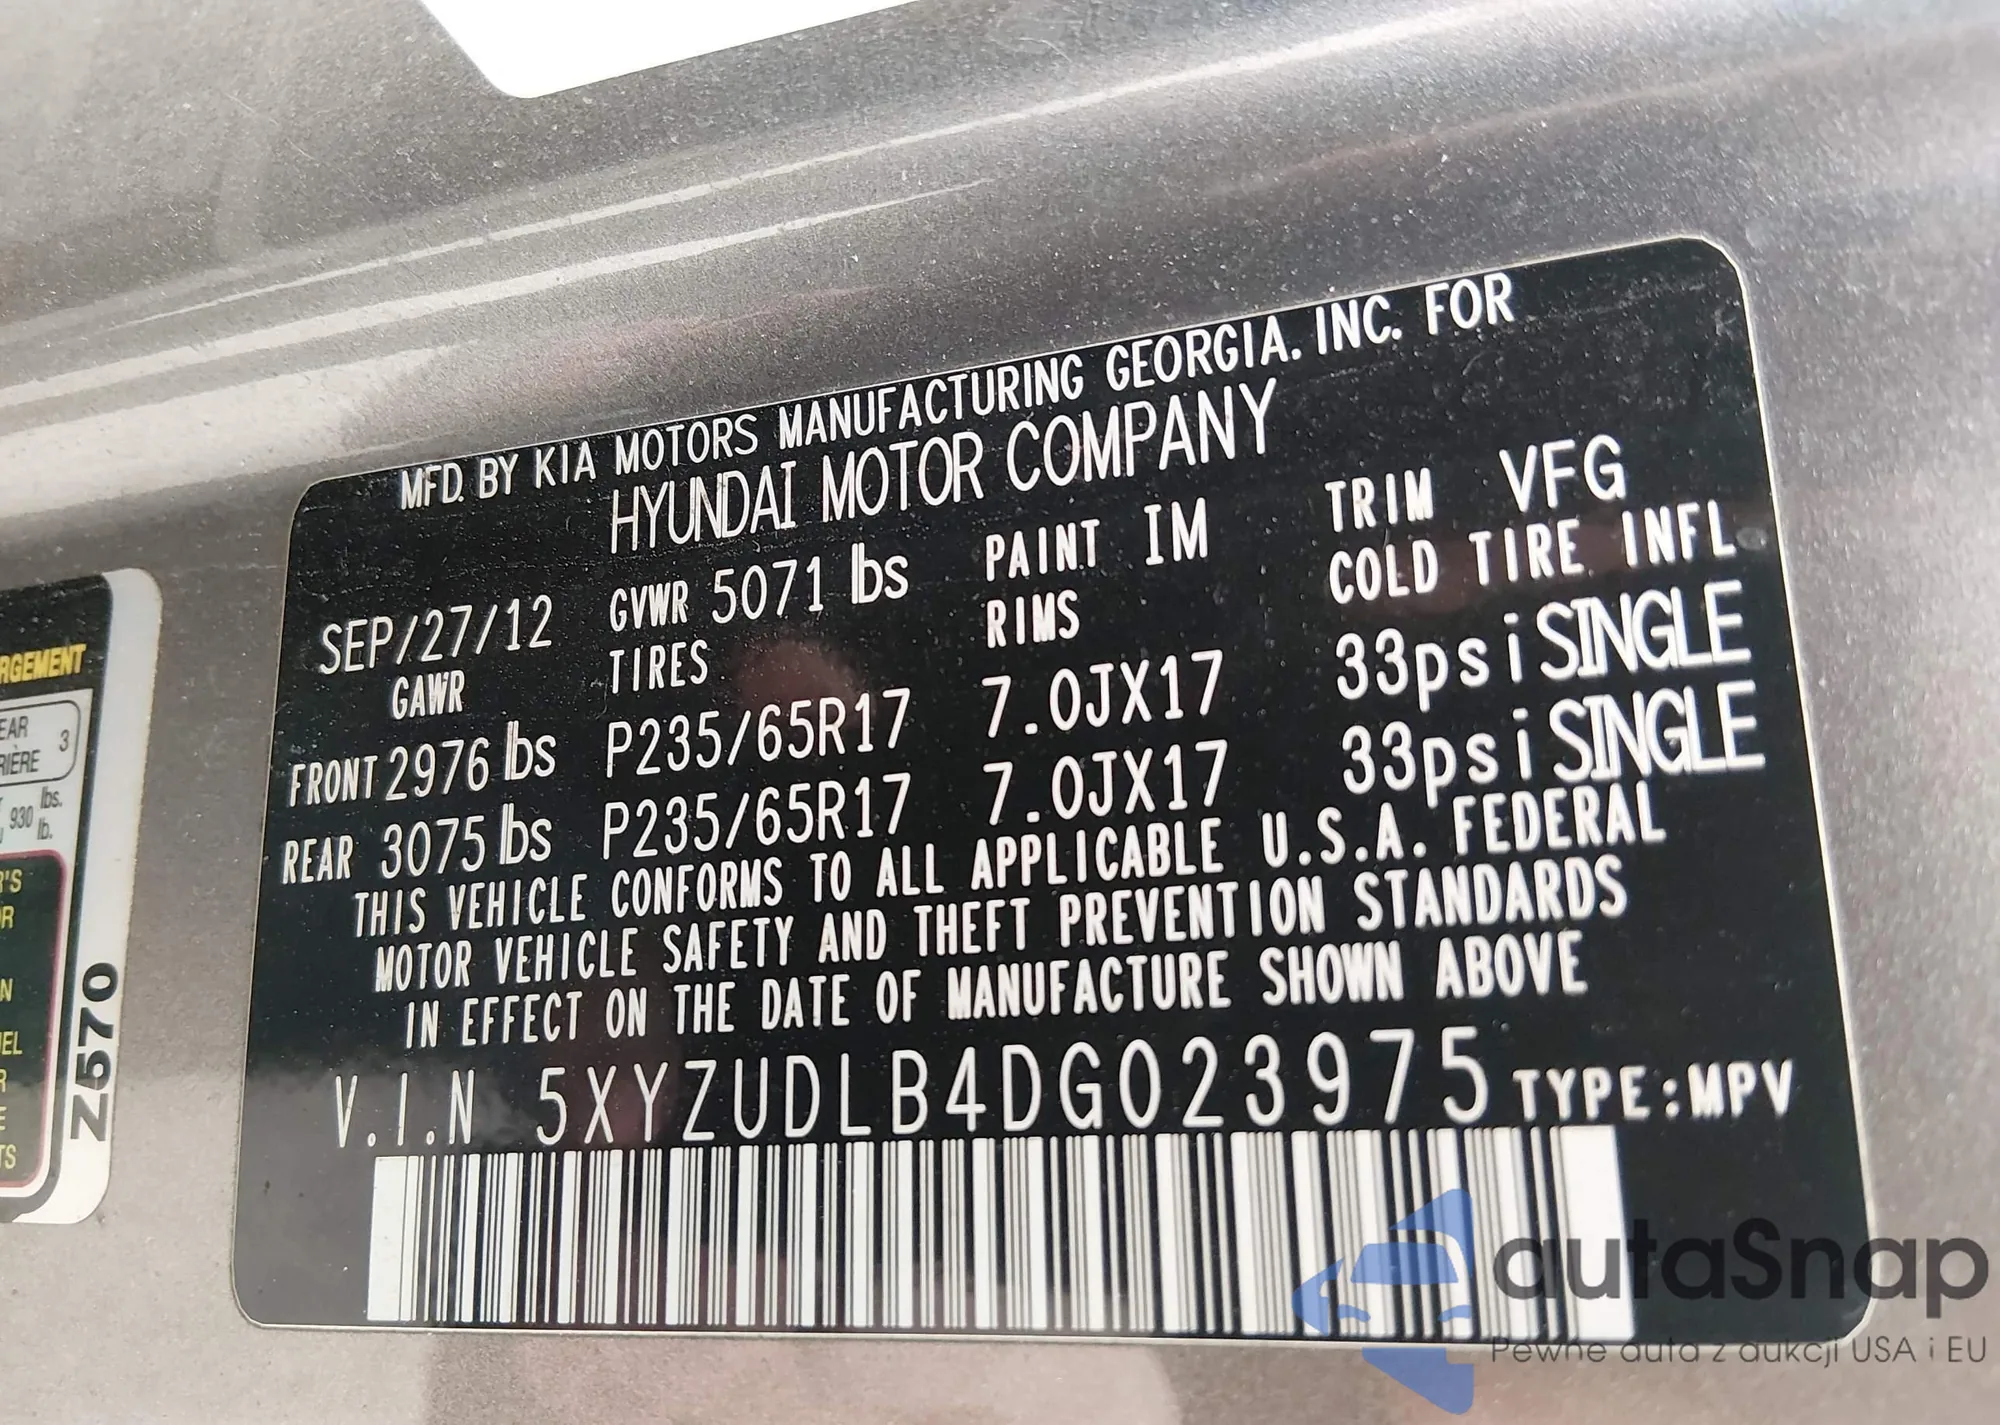 MFD. BY KIA MOTORS MANUFACTURING GEORGIA. INC. FOR
HYUNDAI MOTOR COMPANY
SEP/27/12 GVWR 5071 lbs PAINT IM TRIM VFG
GAWR TIRES RIMS COLD TIRE INFL
FRONT 2976 lbs P235/65R17 7.0JX17 33psi SINGLE
REAR 3075 lbs P235/65R17 7.0JX17 33psi SINGLE
THIS VEHICLE CONFORMS TO ALL APPLICABLE U.S.A. FEDERAL
MOTOR VEHICLE SAFETY AND THEFT PREVENTION STANDARDS
IN EFFECT ON THE DATE OF MANUFACTURE SHOWN ABOVE
V.I.N 5XYZUDLB4DG023975 TYPE:MPV
3
930 lbs.
lb.
Z570
autaSnap
Pewne auta z aukcji USA i EU